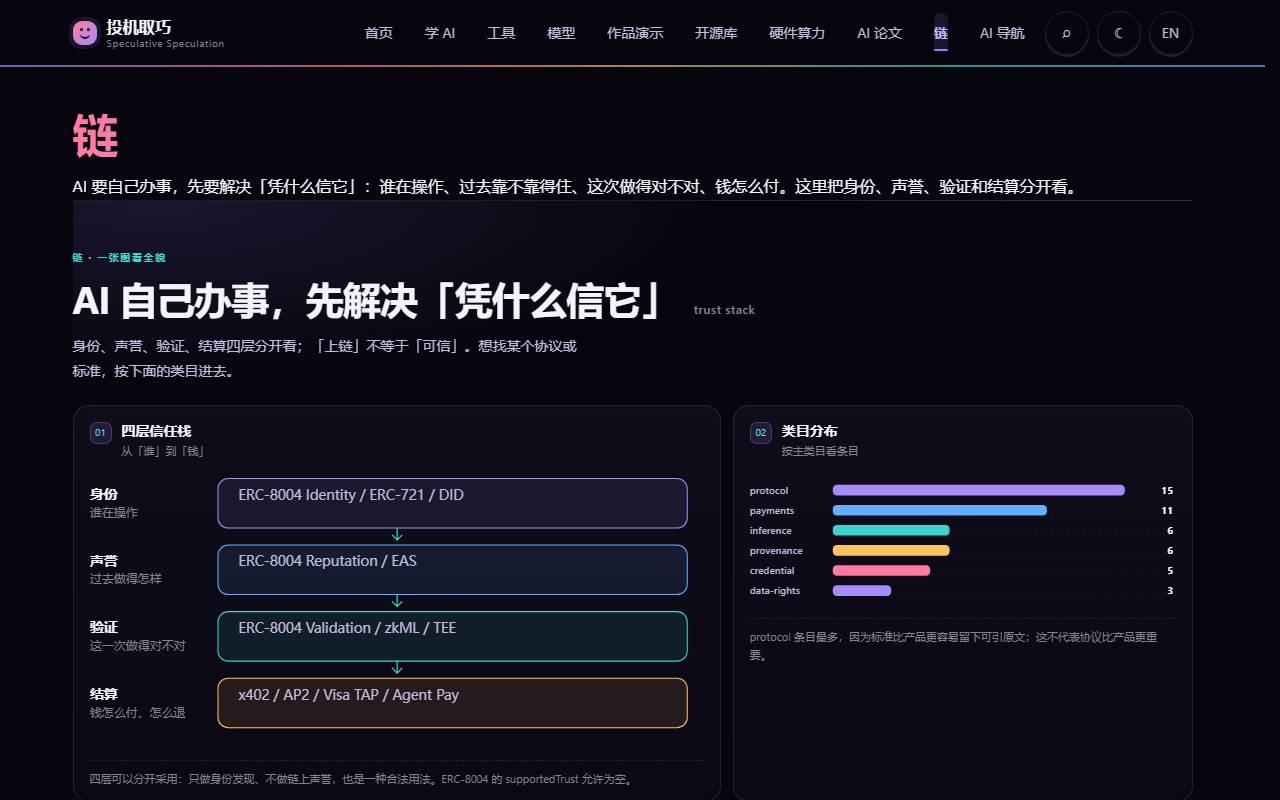 投机取巧
Speculative Speculation
首页 学 AI 工具 模型 作品演示 开源库 硬件算力 AI 论文 链 AI 导航 EN
链
AI 要自己办事，先要解决「凭什么信它」：谁在操作、过去靠不靠得住、这次做得对不对、钱怎么付。这里把身份、声誉、验证和结算分开看。
链 · 一张图看全貌
AI 自己办事，先解决「凭什么信它」 trust stack
身份、声誉、验证、结算四层分开看；「上链」不等于「可信」。想找某个协议或
标准，按下面的类目进去。
01 四层信任栈
从「谁」到「钱」
身份
谁在操作
ERC-8004 Identity / ERC-721 / DID
声誉
过去做得怎样
ERC-8004 Reputation / EAS
验证
这一次做得对不对
ERC-8004 Validation / zkML / TEE
结算
钱怎么付、怎么退
x402 / AP2 / Visa TAP / Agent Pay
四层可以分开采用：只做身份发现、不做链上声誉，也是一种合法用法。ERC-8004 的 supportedTrust 允许为空。
02 类目分布
按主类目看条目
protocol 15
payments 11
inference 6
provenance 6
credential 5
data-rights 3
protocol 条目最多，因为标准比产品更容易留下可引原文；这不代表协议比产品更重
要。